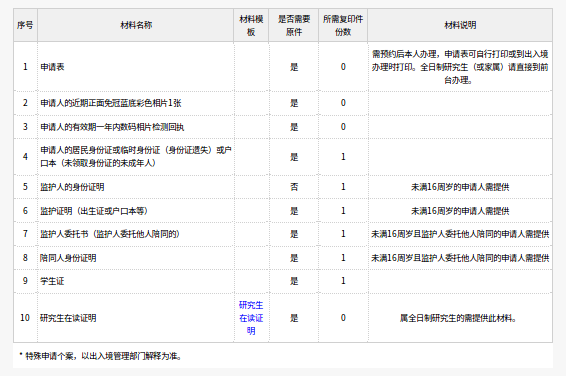 序号 材料名称 材料模板 是否需要原件 所需复印件份数 材料说明
1 申请表 是 0 需预约后本人办理，申请表可自行打印或到出入境办理时打印。全日制研究生（或家属）请直接到前台办理。
2 申请人的近期正面免冠蓝底彩色相片1张 是 0
3 申请人的有效期一年内数码相片检测回执 是 0
4 申请人的居民身份证或临时身份证（身份证遗失）或户口本（未领取身份证的未成年人） 是 1
5 监护人的身份证明 否 1 未满16周岁的申请人需提供
6 监护证明（出生证或户口本等） 是 1 未满16周岁的申请人需提供
7 监护人委托书（监护人委托他人陪同的） 是 1 未满16周岁且监护人委托他人陪同的申请人需提供
8 陪同人身份证明 是 1 未满16周岁且监护人委托他人陪同的申请人需提供
9 学生证 是 1
10 研究生在读证明 研究生在读证明 是 0 属全日制研究生的需提供此材料。
* 特殊申请个案，以出入境管理部门解释为准。